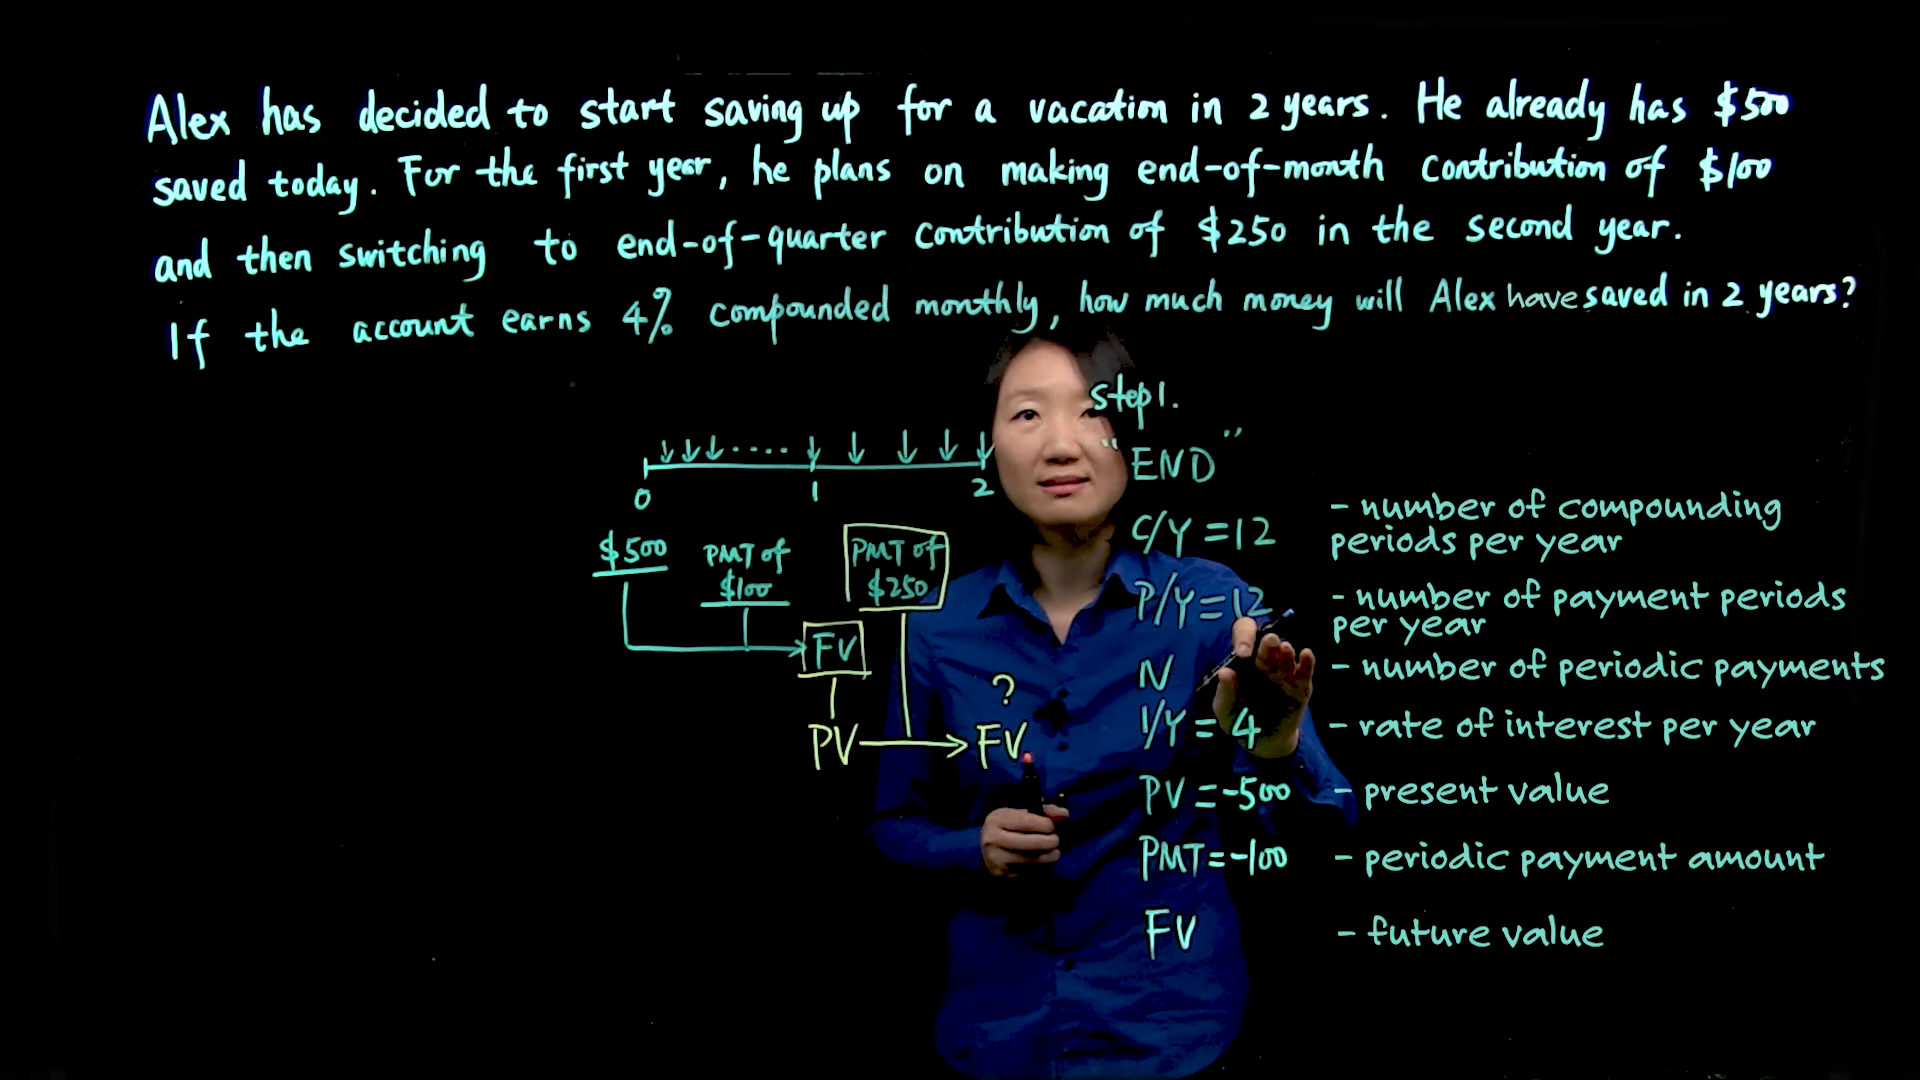 Alex has decided to start saving up for a vacation in 2 years. He already has $500
saved today. For the first year, he plans on making end-of-month contribution of $100
and then switching to end-of-quarter contribution of $250 in the second year.
If the account earns 4% compounded monthly, how much money will Alex have saved in 2 years?
step1.
"END"
0 1 2
C/Y = 12 - number of compounding
periods per year
$500
PMT of
$100
PMT of
$250
P/Y = 12 - number of payment periods
per year
FV
N - number of periodic payments
?
PV FV
I/Y = 4 - rate of interest per year
PV = -500 - present value
PMT = -100 - periodic payment amount
FV - future value